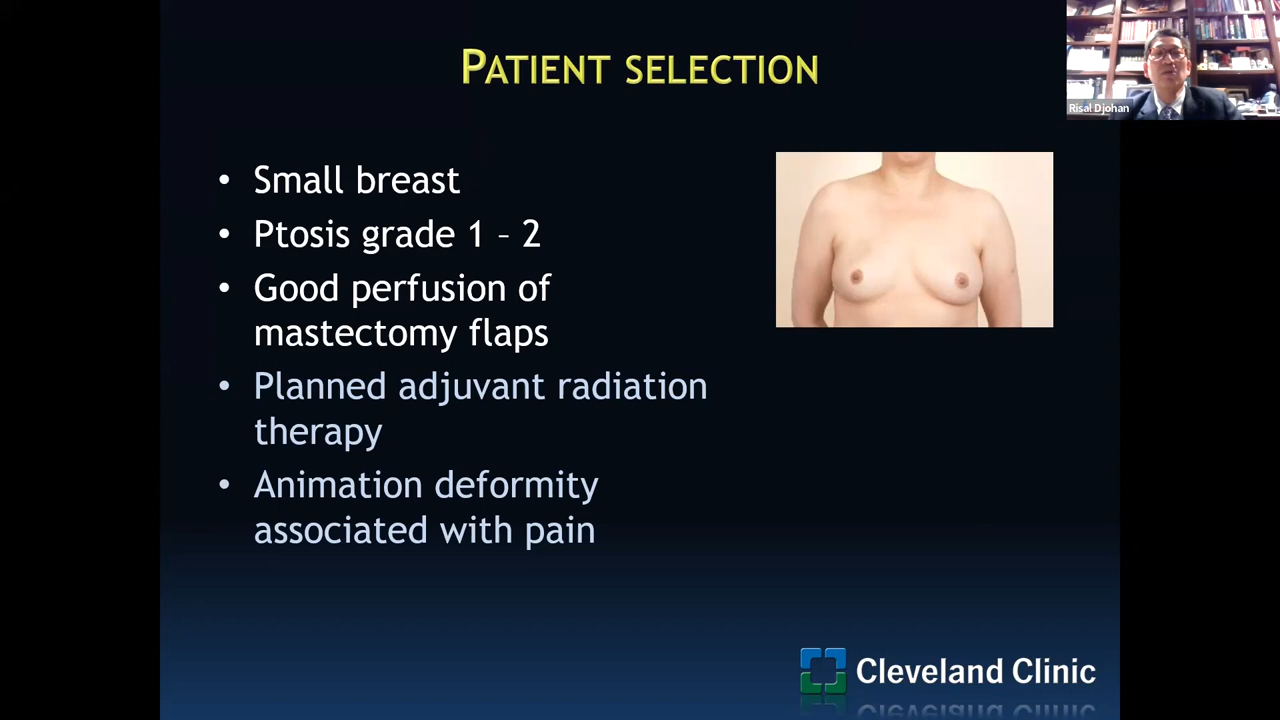 PATIENT SELECTION
Risal Djohan
• Small breast
• Ptosis grade 1 – 2
• Good perfusion of
mastectomy flaps
• Planned adjuvant radiation
therapy
• Animation deformity
associated with pain
Cleveland Clinic